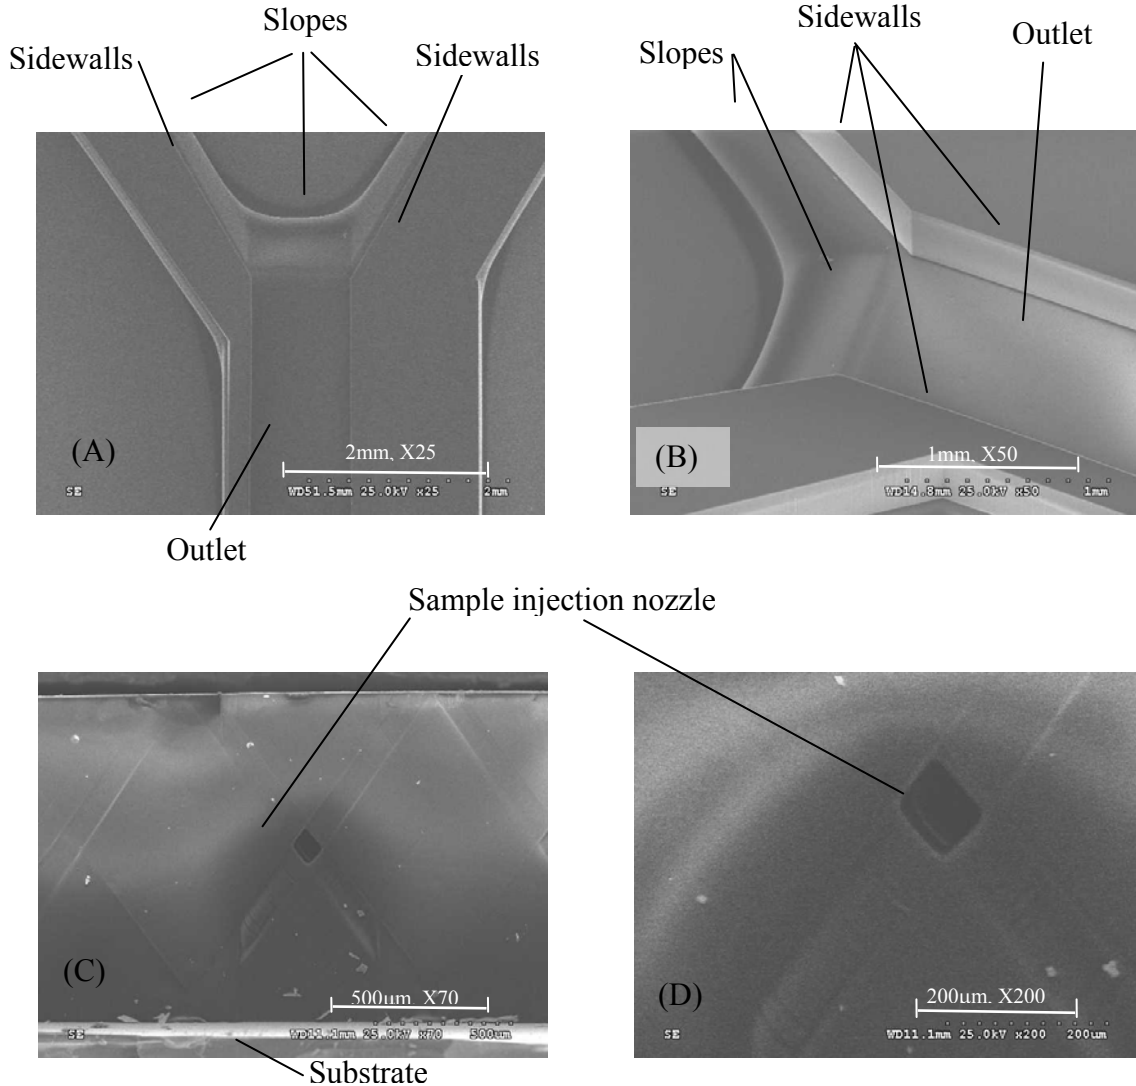 Slopes
Sidewalls
Sidewalls
Sidewalls
Slopes
Outlet
(A)
2mm, X25
SE WD51.5mm 25.0kV x25 2mm
Outlet
(B)
1mm, X50
SE WD14.8mm 25.0kV x50 1mm
Sample injection nozzle
(C)
500μm, X70
SE WD11.1mm 25.0kV x70 500um
Substrate
(D)
200μm, X200
SE WD11.1mm 25.0kV x200 200um